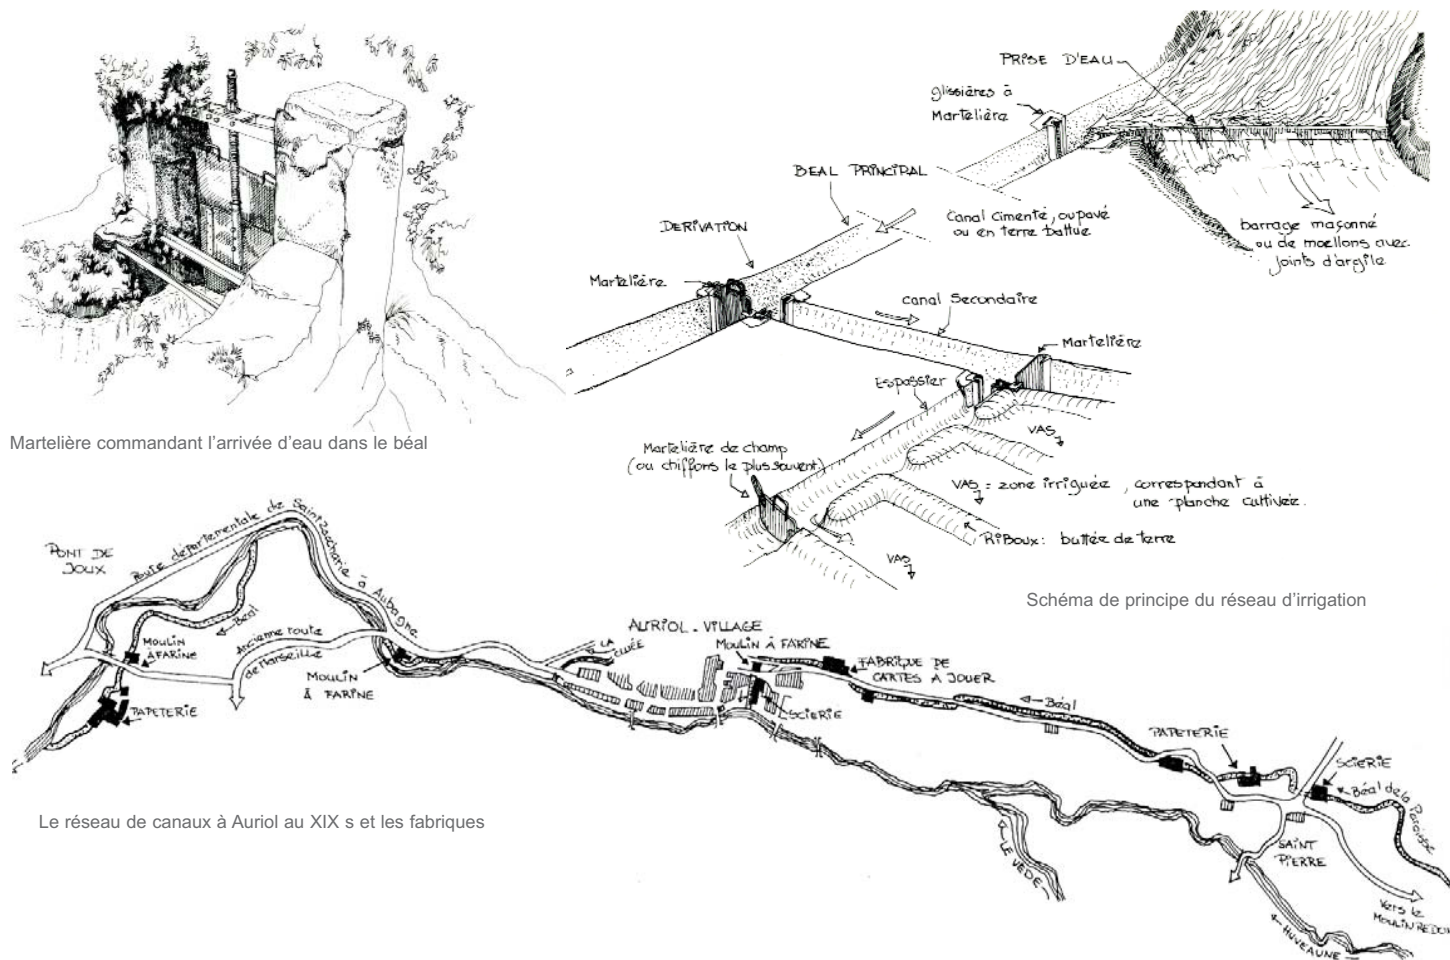 PRISE D'EAU
glissières à
Martelière
BEAL PRINCIPAL
Canal cimenté, ou pavé
ou en terre battue
barrage maçonné
ou de moellons avec
joints d'argile
DERIVATION
Martelière
canal Secondaire
Martelière
Espassier
VAS
Martelière de champ
(ou chiffons le plus souvent)
VAS = zone irriguée, correspondant à
une planche cultivée.
Riboux: buttée de terre
VAS
Martelière commandant l'arrivée d'eau dans le béal
Schéma de principe du réseau d'irrigation
PONT DE
JOUX
Route départementale de Saint Zaccharie à Aubagne
Béal
Ancienne route
de Marseille
MOULIN
À FARINE
PAPETERIE
MOULIN
À FARINE
AURIOL-VILLAGE
MOULIN À FARINE
FABRIQUE DE
CARTES A JOUER
SCIERIE
Béal
PAPETERIE
SCIERIE
Béal de la Paroisse
SAINT
PIERRE
LE VEDE
Vers le
MOULIN REDON
HUVEAUNE
Le réseau de canaux à Auriol au XIX s et les fabriques